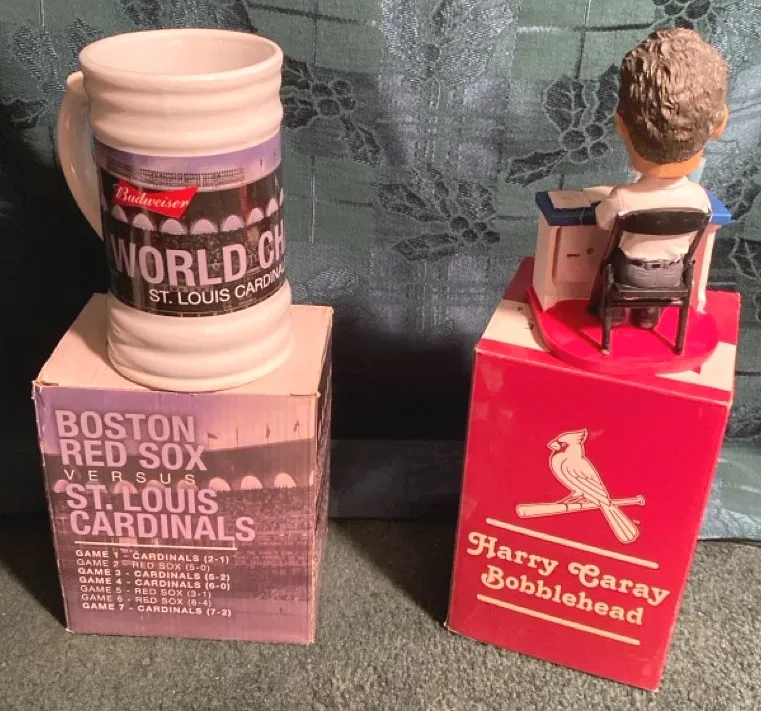 Budweiser
WORLD CH
ST. LOUIS CARDINA
BOSTON
RED SOX
VERSUS
ST. LOUIS
CARDINALS
GAME 1 - CARDINALS (2-1)
GAME 2 - RED SOX (5-0)
GAME 3 - CARDINALS (5-2)
GAME 4 - CARDINALS (6-0)
GAME 5 - RED SOX (3-1)
GAME 6 - RED SOX (8-4)
GAME 7 - CARDINALS (7-2)
Harry Caray
Bobblehead